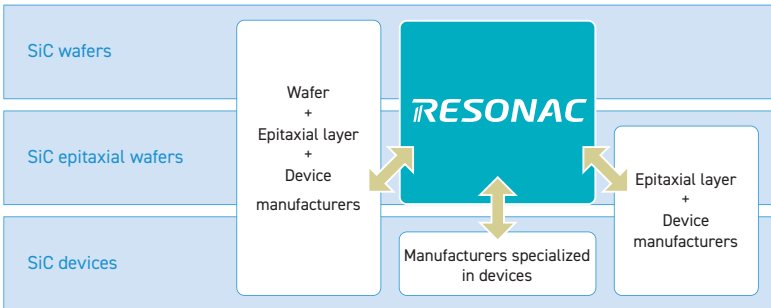 SiC wafers
SiC epitaxial wafers
SiC devices
Wafer
+
Epitaxial layer
+
Device
manufacturers
RESONAC
Manufacturers specialized
in devices
Epitaxial layer
+
Device
manufacturers